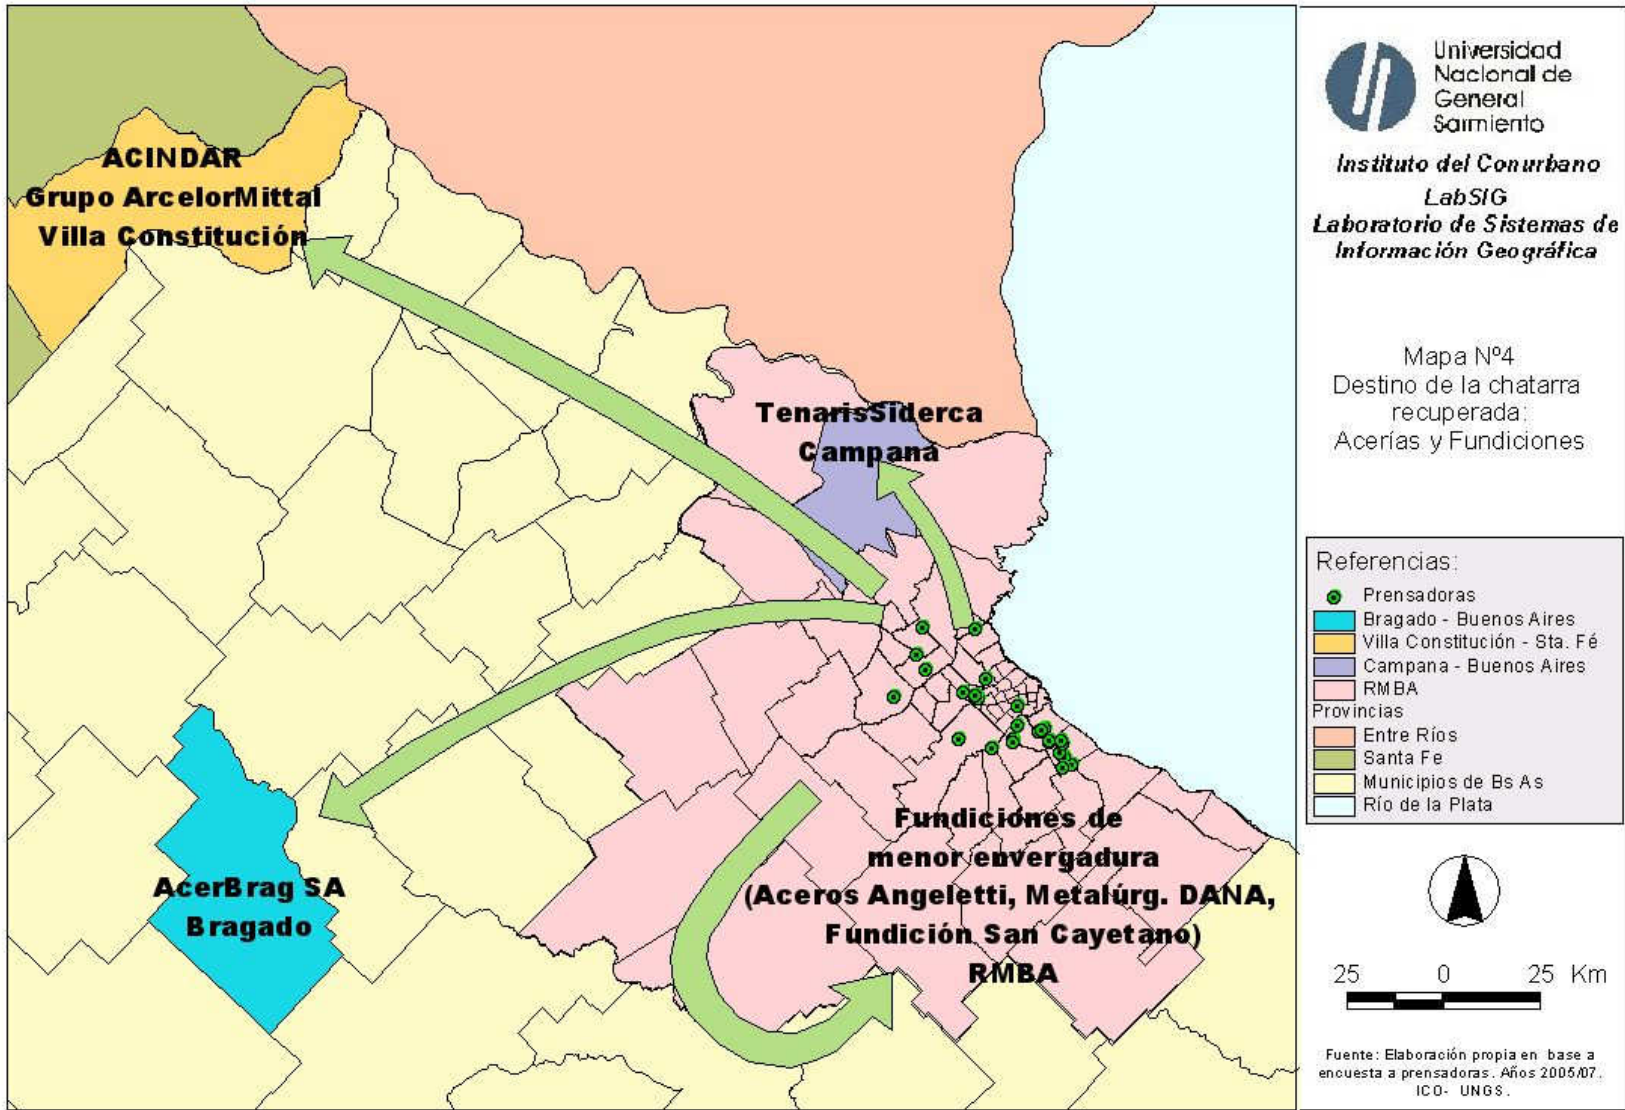 ACINDAR
Grupo ArcelorMittal
Villa Constitución
TenarisSiderca
Campana
AcerBrag SA
Bragado
Fundiciones de
menor envergadura
(Aceros Angeletti, Metalúrg. DANA,
Fundición San Cayetano)
RMBA
Universidad
Nacional de
General
Sarmiento
Instituto del Conurbano
LabSIG
Laboratorio de Sistemas de
Información Geográfica
Mapa Nº4
Destino de la chatarra
recuperada:
Acerías y Fundiciones
Referencias:
Prensadoras
Bragado - Buenos Aires
Villa Constitución - Sta. Fé
Campana - Buenos Aires
RMBA
Provincias
Entre Ríos
Santa Fe
Municipios de Bs As
Río de la Plata
25 0 25 Km
Fuente: Elaboración propia en base a
encuesta a prensadoras. Años 2005/07.
ICO- UNGS.